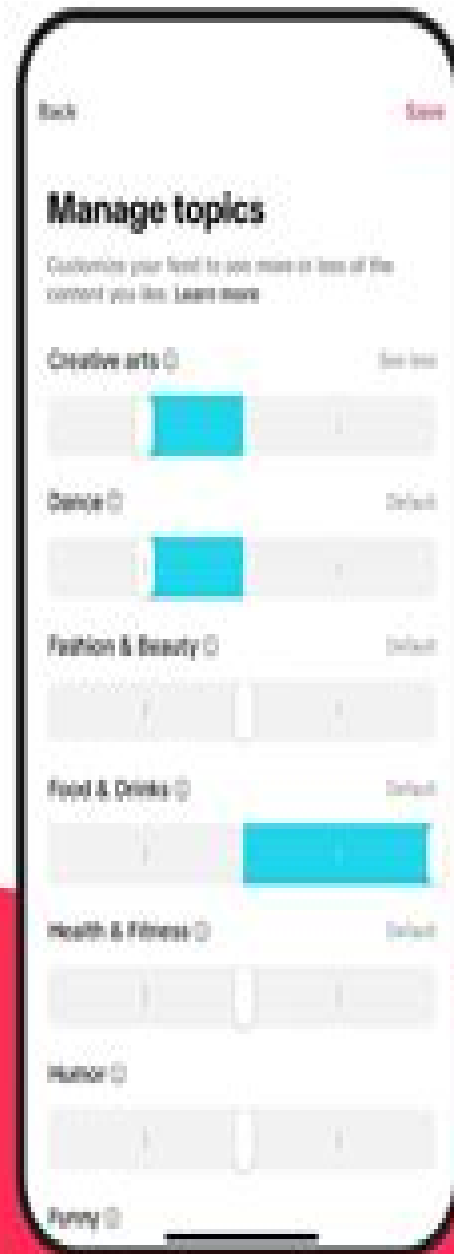 Back
Save
Manage topics
Customize your feed to see more or less of the
content you like. Learn more
Creative arts
See less
Dance
Default
Fashion & Beauty
Default
Food & Drinks
Default
Health & Fitness
Default
Humor
Funny